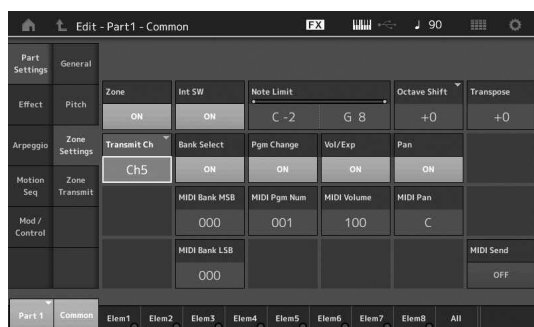 Edit - Part1 - Common FX ♩ 90
Part Settings
General
Zone
ON
Int SW
ON
Note Limit
C -2 G 8
Octave Shift
+0
Transpose
+0
Effect
Pitch
Arpeggio
Zone Settings
Transmit Ch
Ch5
Bank Select
ON
Pgm Change
ON
Vol/Exp
ON
Pan
ON
Motion Seq
Zone Transmit
MIDI Bank MSB
000
MIDI Pgm Num
001
MIDI Volume
100
MIDI Pan
C
Mod / Control
MIDI Bank LSB
000
MIDI Send
OFF
Part 1 Common Elem1 Elem2 Elem3 Elem4 Elem5 Elem6 Elem7 Elem8 All